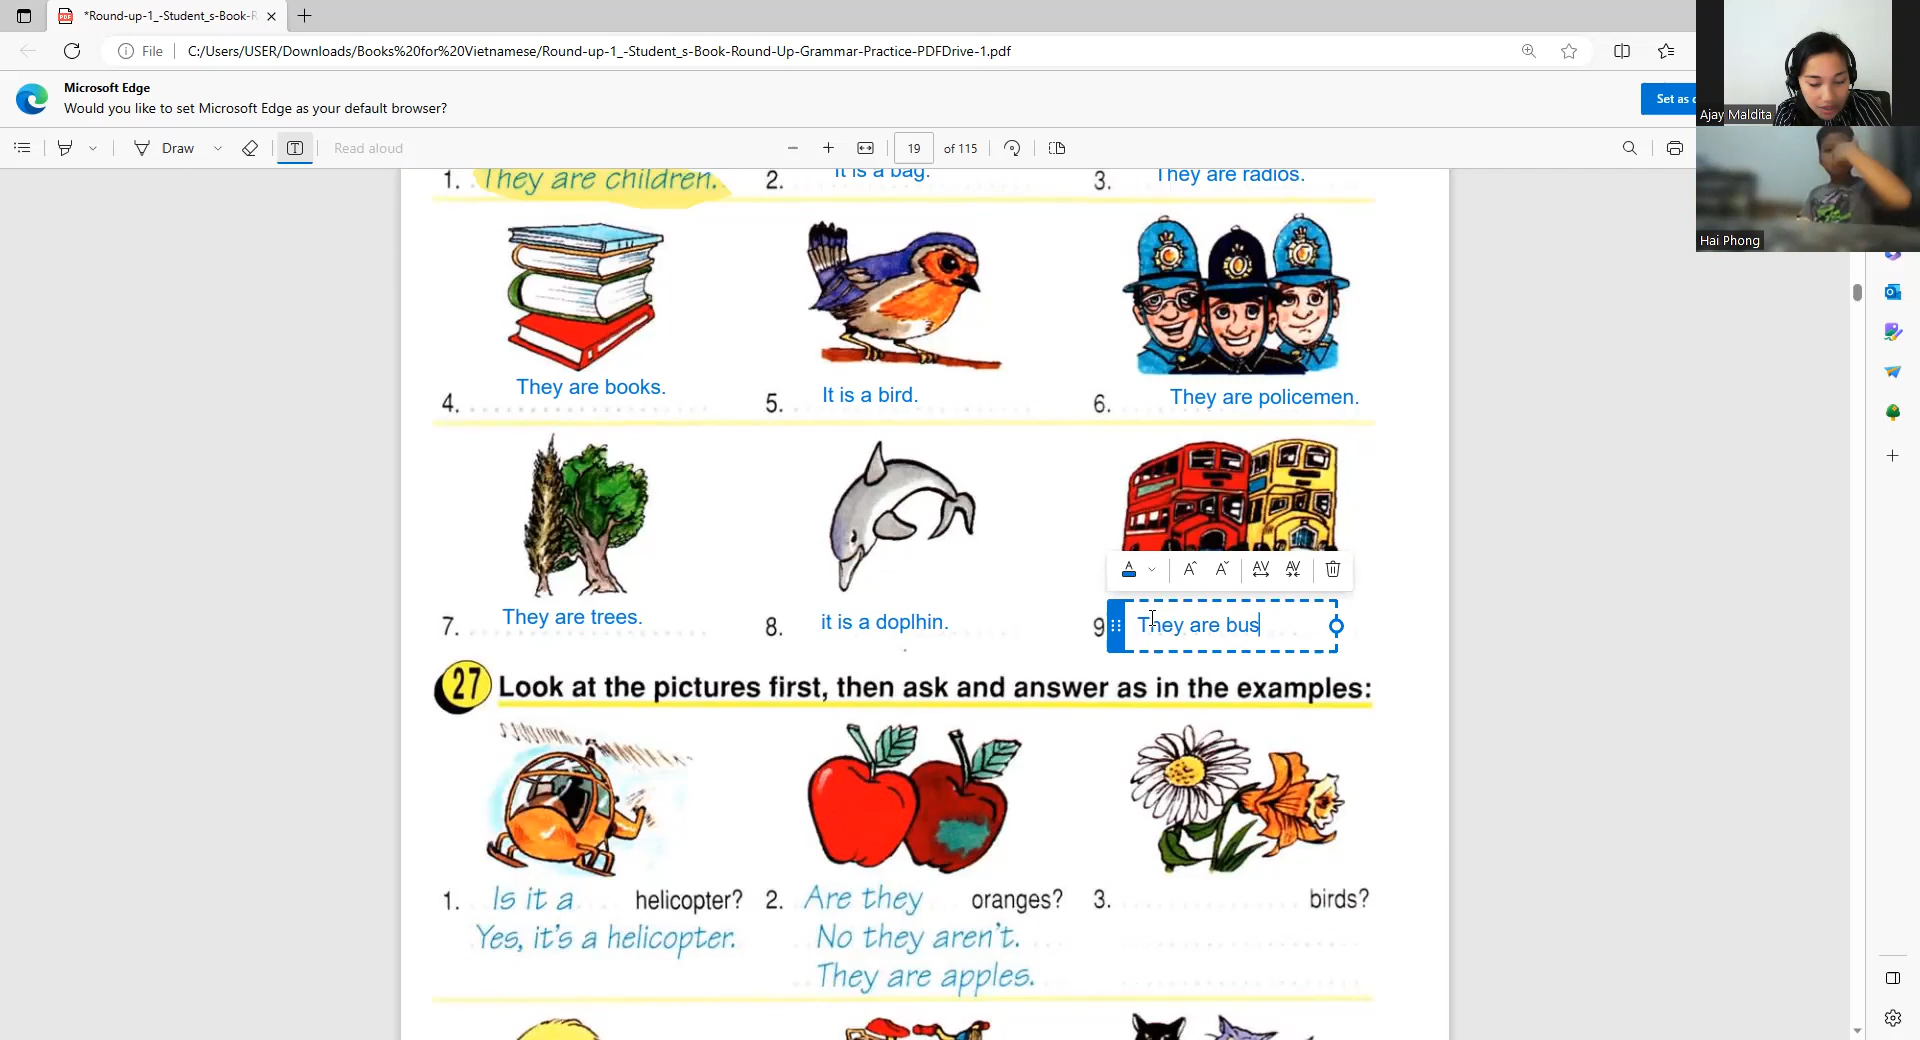 *Round-up-1_-Student_s-Book-R
File
C:/Users/USER/Downloads/Books%20for%20Vietnamese/Round-up-1_-Student_s-Book-Round-Up-Grammar-Practice-PDFDrive-1.pdf
Microsoft Edge
Would you like to set Microsoft Edge as your default browser?
Set as
Ajay Maldita
Draw
Read aloud
19 of 115
Hai Phong
1. They are children.
2. It is a bag.
3. They are radios.
4. They are books.
5. It is a bird.
6. They are policemen.
7. They are trees.
8. it is a doplhin.
9 They are bus
27 Look at the pictures first, then ask and answer as in the examples:
1. Is it a helicopter?
Yes, it's a helicopter.
2. Are they oranges?
No they aren't.
They are apples.
3. birds?